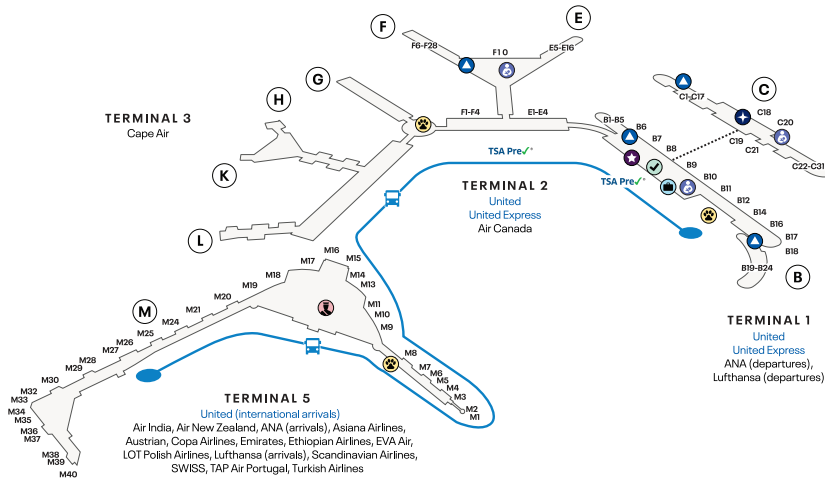 E
F
F6-F28
F1 0
E5-E16
G
C
C1-C17
C18
C20
C19
C21
C22-C31
H
TERMINAL 3
Cape Air
F1-F4
E1-E4
B1-B5
B6
B7
B8
B9
B10
B11
B12
B14
B16
B17
B18
B19-B24
B
TSA Pre✓®
TSA Pre✓®
K
TERMINAL 2
United
United Express
Air Canada
L
TERMINAL 1
United
United Express
ANA (departures),
Lufthansa (departures)
M
M16
M17
M15
M18
M14
M19
M13
M20
M11
M21
M10
M24
M9
M25
M26
M8
M27
M7
M28
M6
M29
M5
M30
M4
M32
M3
M33
M2
M34
M1
M35
M36
M37
M38
M39
M40
TERMINAL 5
United (international arrivals)
Air India, Air New Zealand, ANA (arrivals), Asiana Airlines,
Austrian, Copa Airlines, Emirates, Ethiopian Airlines, EVA Air,
LOT Polish Airlines, Lufthansa (arrivals), Scandinavian Airlines,
SWISS, TAP Air Portugal, Turkish Airlines